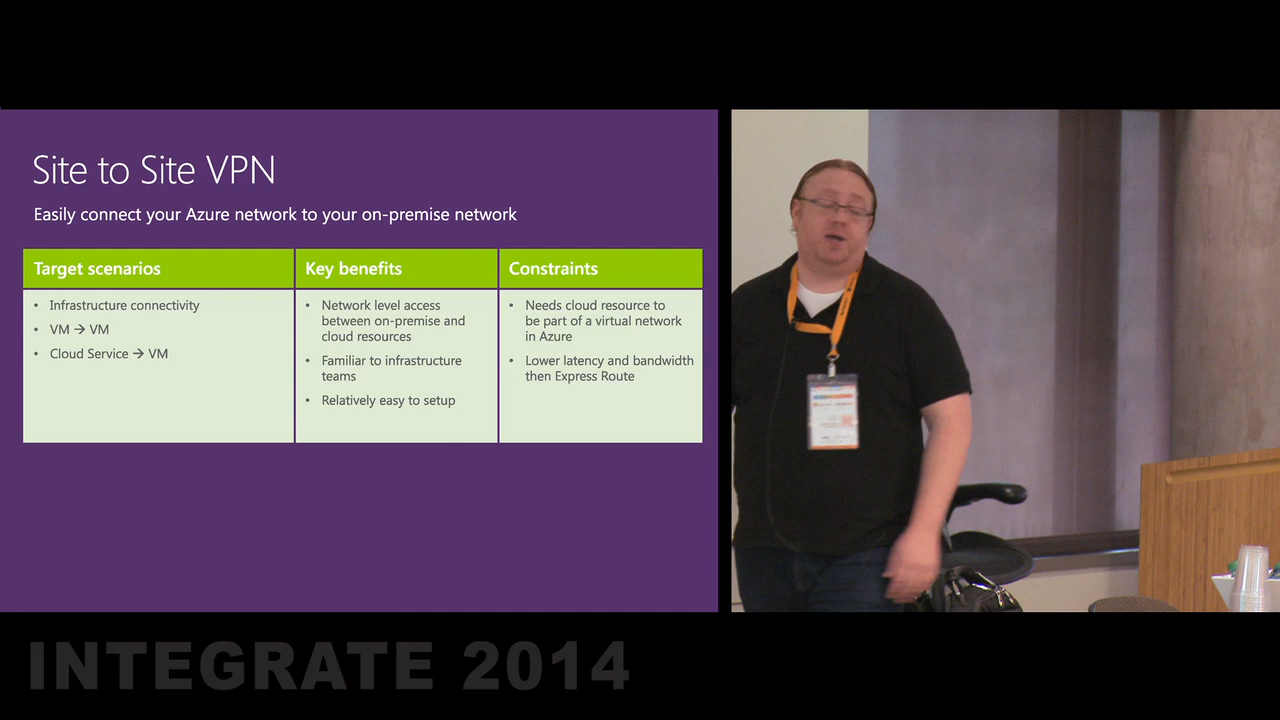 Site to Site VPN
Easily connect your Azure network to your on-premise network
Target scenarios
Key benefits
Constraints
• Infrastructure connectivity
• VM → VM
• Cloud Service → VM
• Network level access
between on-premise and
cloud resources
• Familiar to infrastructure
teams
• Relatively easy to setup
• Needs cloud resource to
be part of a virtual network
in Azure
• Lower latency and bandwidth
then Express Route
INTEGRATE 2014